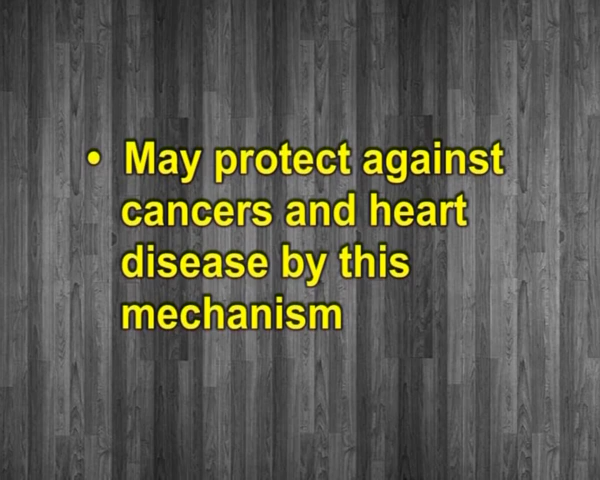 • May protect against
cancers and heart
disease by this
mechanism